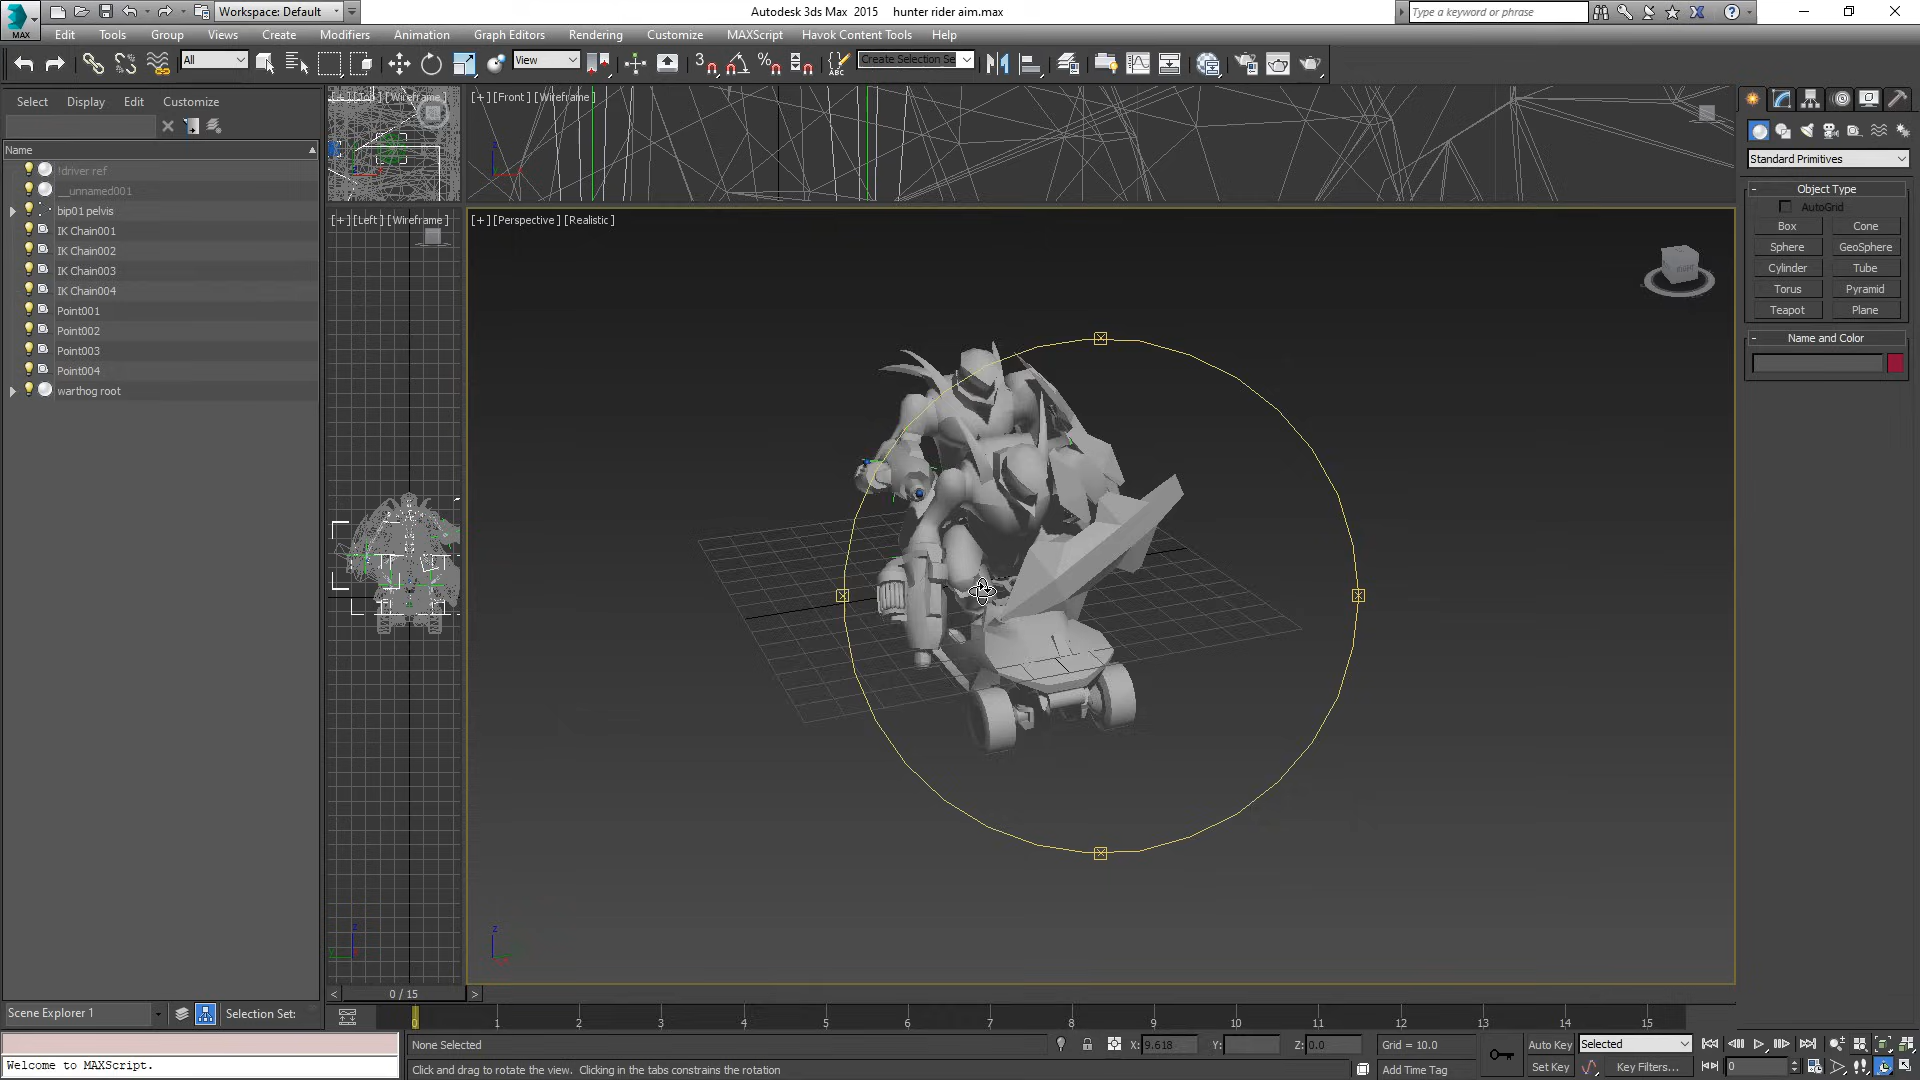 MAX
Workspace: Default
Autodesk 3ds Max 2015 hunter rider aim.max
Type a keyword or phrase
Edit Tools Group Views Create Modifiers Animation Graph Editors Rendering Customize MAXScript Havok Content Tools Help
All
View
3
ABC
Create Selection Se
Select Display Edit Customize
Name
!driver ref
__unnamed001
bip01 pelvis
IK Chain001
IK Chain002
IK Chain003
IK Chain004
Point001
Point002
Point003
Point004
warthog root
[+] [Top] [Wireframe]
[+] [Front] [Wireframe]
[+] [Left] [Wireframe]
[+] [Perspective] [Realistic]
Standard Primitives
Object Type
AutoGrid
Box Cone
Sphere GeoSphere
Cylinder Tube
Torus Pyramid
Teapot Plane
Name and Color
0 / 15
Scene Explorer 1 Selection Set:
1 2 3 4 5 6 7 8 9 10 11 12 13 14 15
None Selected X: 9.618 Y: Z: 0.0 Grid = 10.0 Auto Key Selected
Welcome to MAXScript.
Click and drag to rotate the view. Clicking in the tabs constrains the rotation Add Time Tag Set Key Key Filters... 0